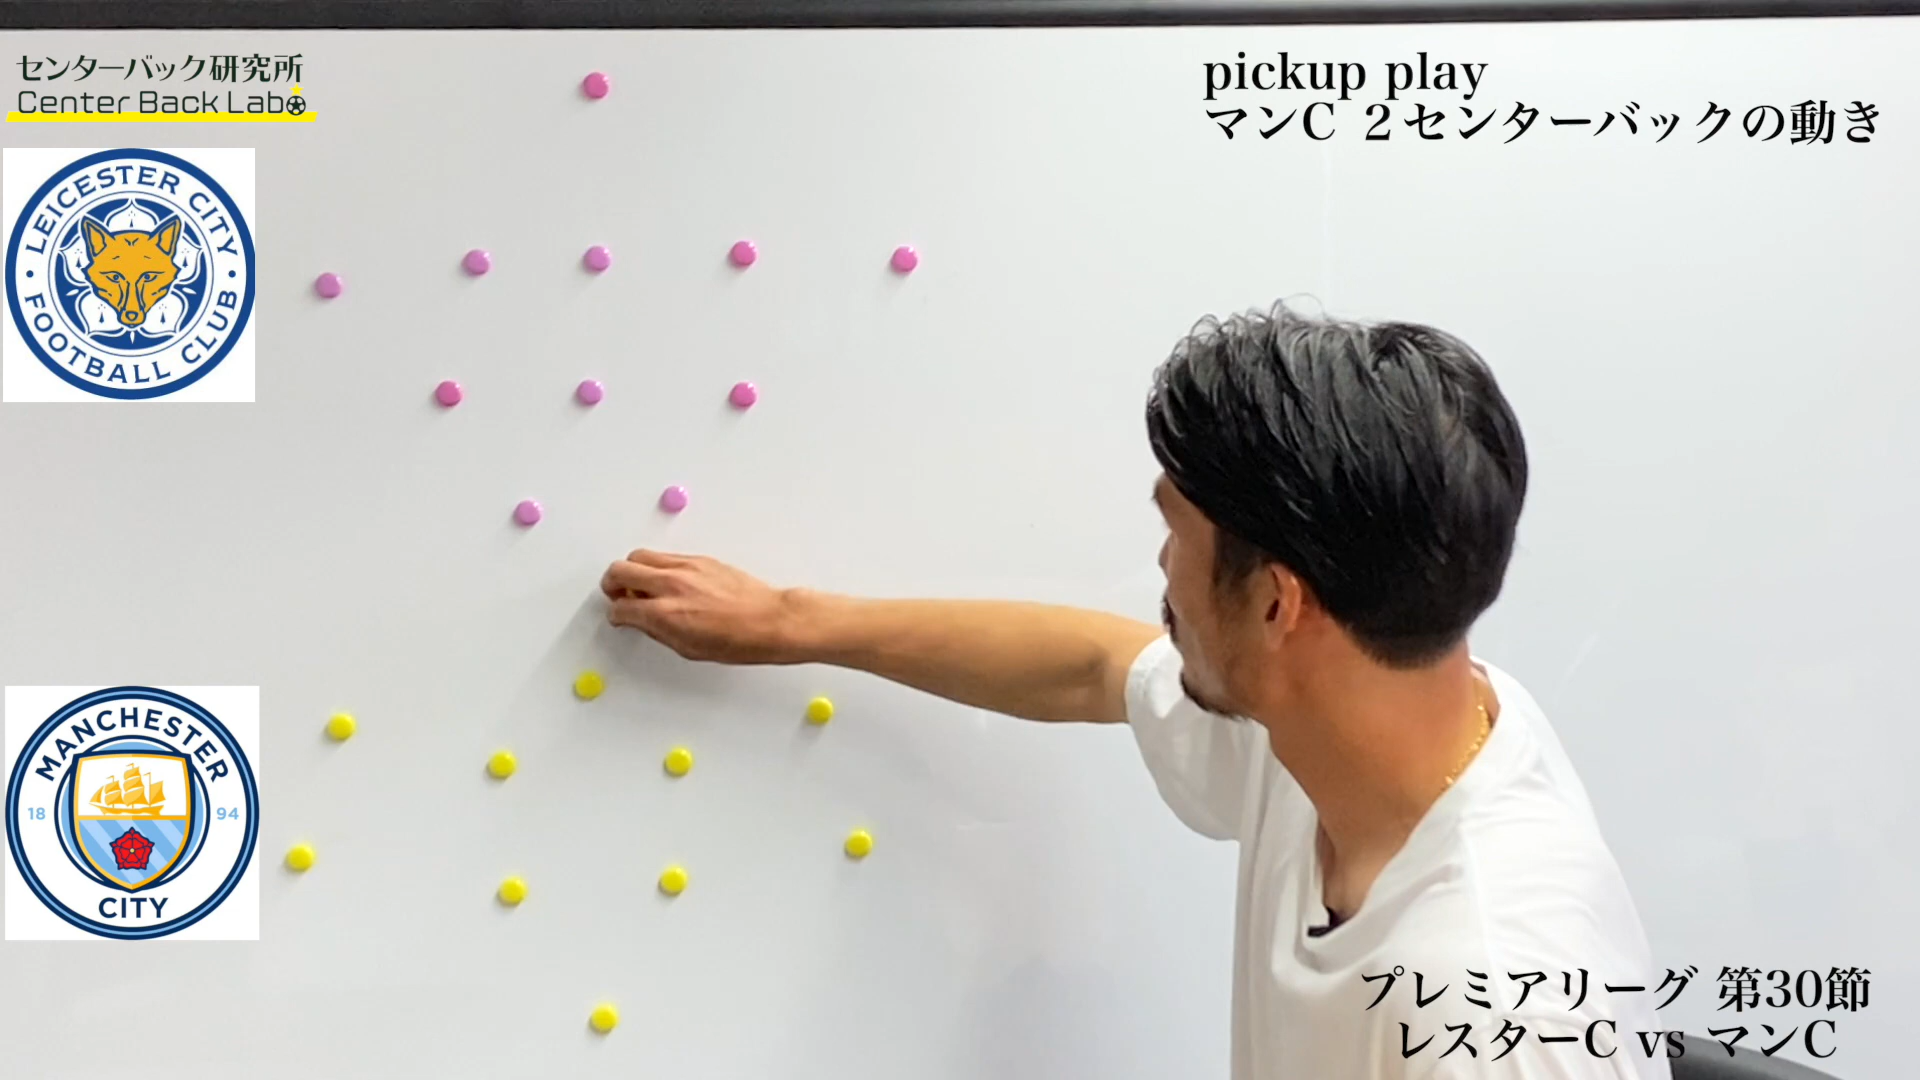 センターバック研究所
Center Back Labo
pickup play
マンC ２センターバックの動き
LEICESTER CITY
FOOTBALL CLUB
MANCHESTER
18 94
CITY
プレミアリーグ 第30節
レスターC vs マンC